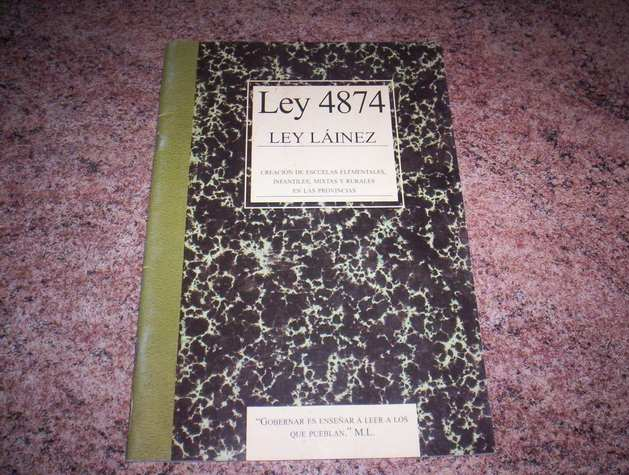 Ley 4874
LEY LÁINEZ
CREACIÓN DE ESCUELAS ELEMENTALES,
INFANTILES, MIXTAS Y RURALES
EN LAS PROVINCIAS
“GOBERNAR ES ENSEÑAR A LEER A LOS
QUE PUEBLAN.” M.L.